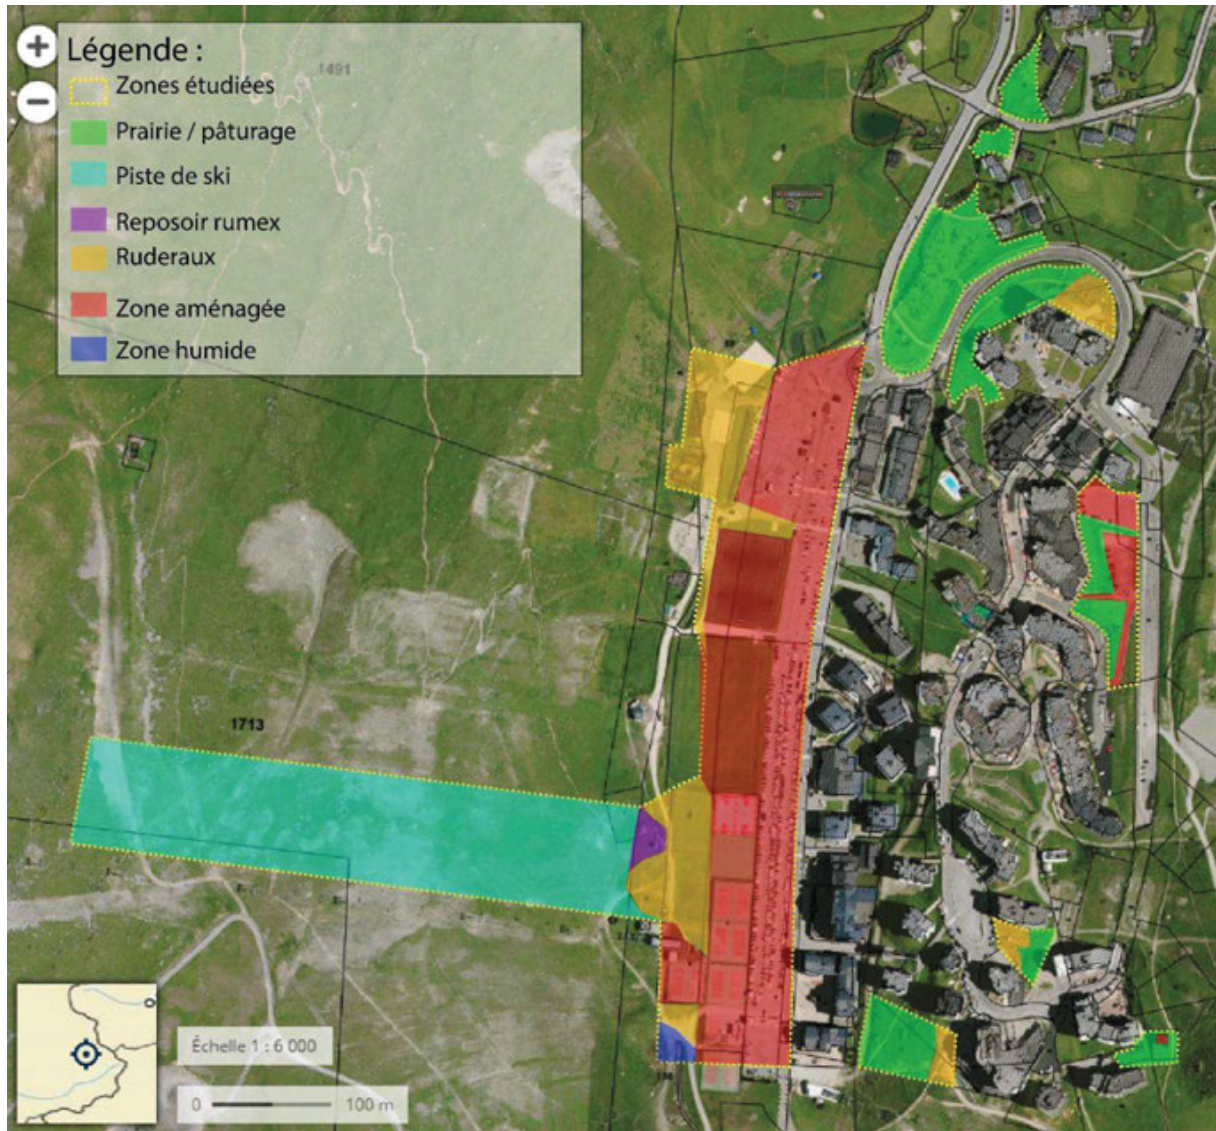 +
Légende :
1491
Zones étudiées
−
Prairie / pâturage
Piste de ski
Reposoir rumex
Ruderaux
Zone aménagée
Zone humide
1713
Échelle 1 : 6 000
0 100 m